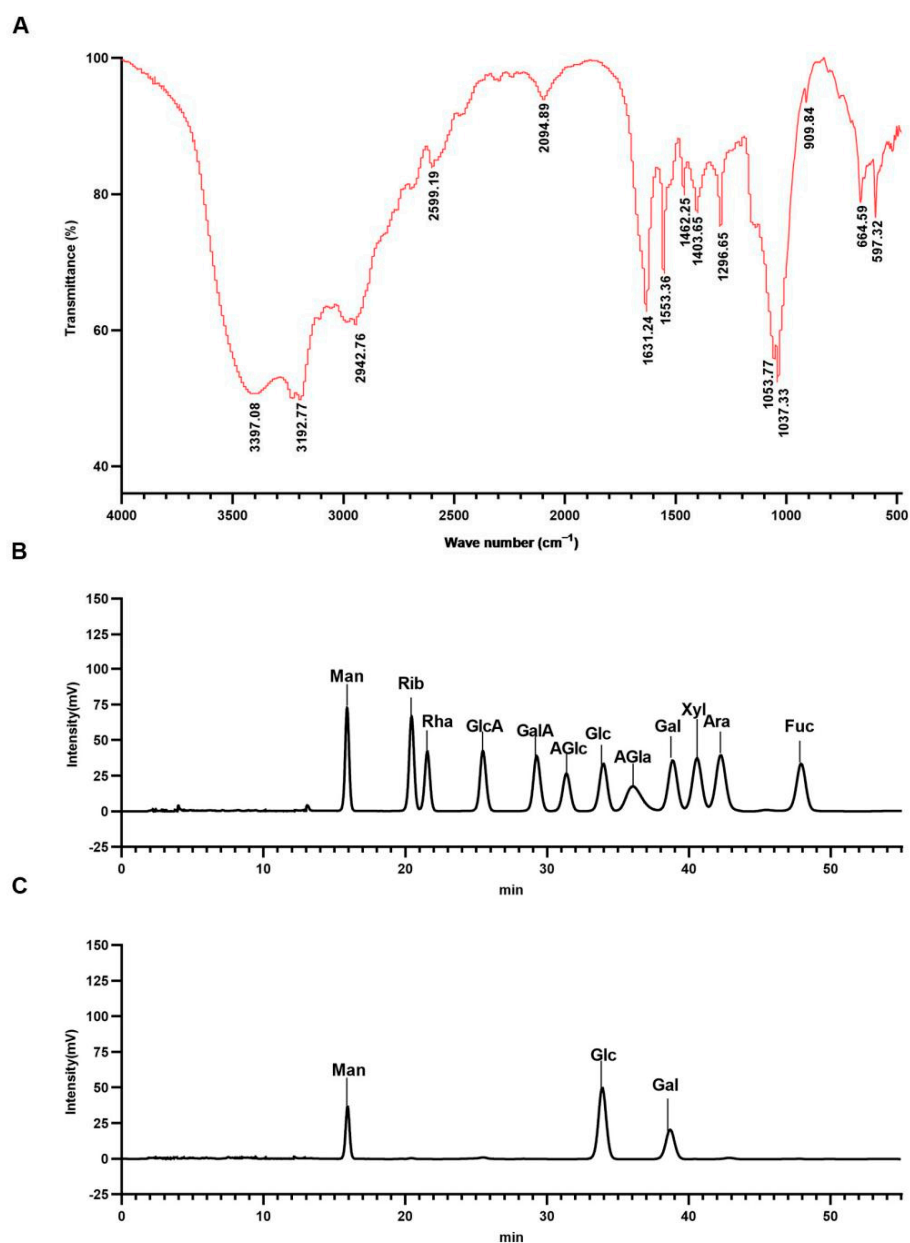 A
100
80
60
40
Transmittance (%)
3397.08
3192.77
2942.76
2599.19
2094.89
1631.24
1553.36
1462.25
1403.65
1296.65
1053.77
1037.33
909.84
664.59
597.32
4000 3500 3000 2500 2000 1500 1000 500
Wave number (cm⁻¹)
B
150
125
100
75
50
25
0
-25
Intensity(mV)
Man Rib Rha GlcA GalA AGlc Glc AGla Gal Xyl Ara Fuc
0 10 20 30 40 50
min
C
150
125
100
75
50
25
0
-25
Intensity(mV)
Man Glc Gal
0 10 20 30 40 50
min